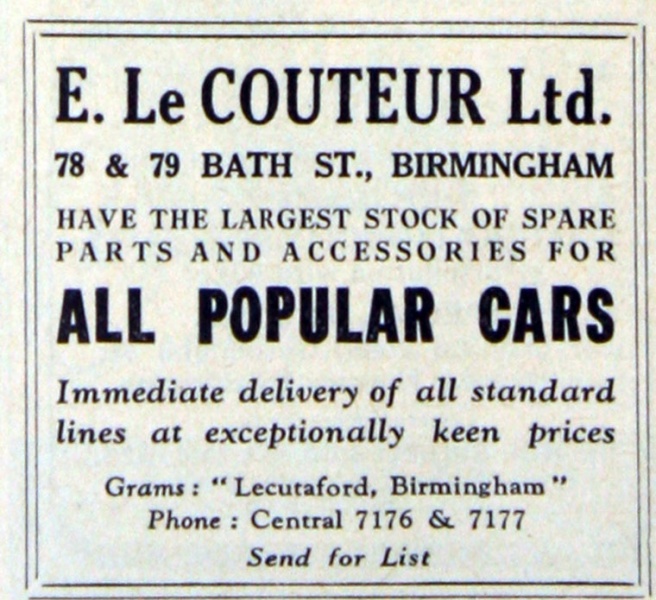 E. Le COUTEUR Ltd.
78 & 79 BATH ST., BIRMINGHAM
HAVE THE LARGEST STOCK OF SPARE
PARTS AND ACCESSORIES FOR
ALL POPULAR CARS
Immediate delivery of all standard
lines at exceptionally keen prices
Grams: "Lecutaford, Birmingham"
Phone: Central 7176 & 7177
Send for List